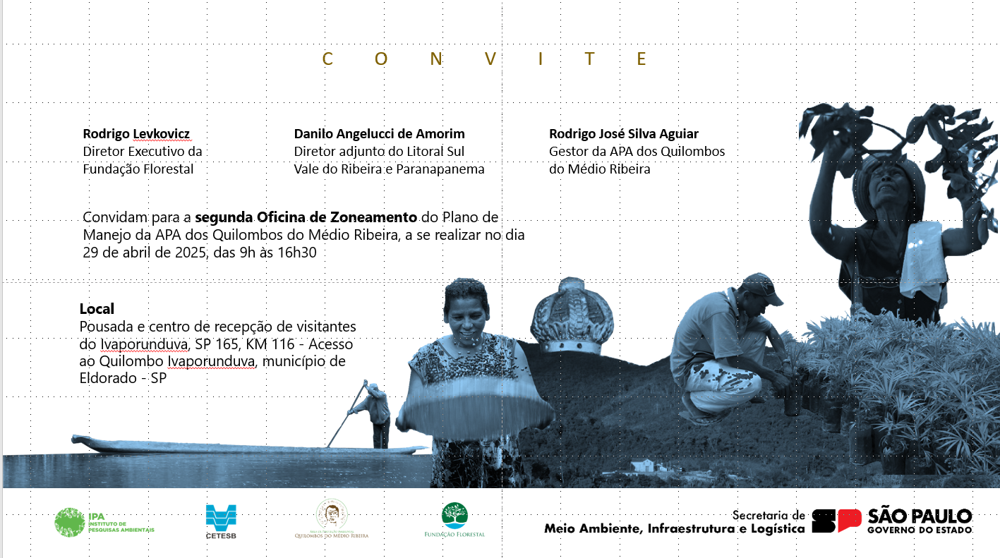 C O N V I T E
Rodrigo Levkovicz
Diretor Executivo da
Fundação Florestal
Danilo Angelucci de Amorim
Diretor adjunto do Litoral Sul
Vale do Ribeira e Paranapanema
Rodrigo José Silva Aguiar
Gestor da APA dos Quilombos
do Médio Ribeira
Convidam para a segunda Oficina de Zoneamento do Plano de
Manejo da APA dos Quilombos do Médio Ribeira, a se realizar no dia
29 de abril de 2025, das 9h às 16h30
Local
Pousada e centro de recepção de visitantes
do Ivaporunduva, SP 165, KM 116 - Acesso
ao Quilombo Ivaporunduva, município de
Eldorado - SP
IPA
INSTITUTO DE
PESQUISAS AMBIENTAIS
CETESB
ÁREA DE PROTEÇÃO AMBIENTAL
QUILOMBOS DO MÉDIO RIBEIRA
FUNDAÇÃO FLORESTAL
Secretaria de
Meio Ambiente, Infraestrutura e Logística
SP
SÃO PAULO
GOVERNO DO ESTADO